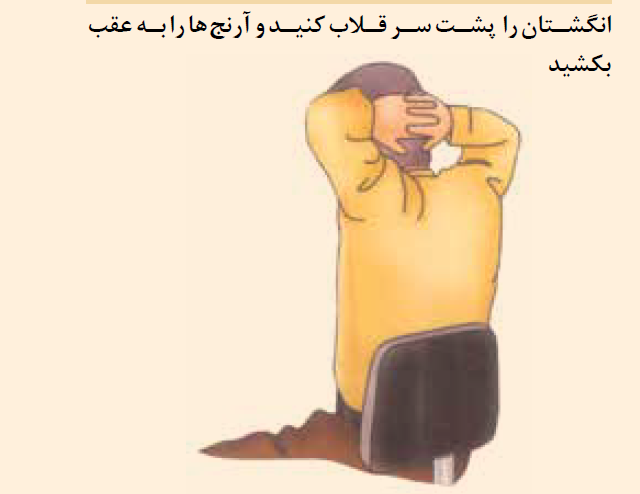 انگشتان را پشت سر قلاب کنید و آرنج‌ها را به عقب
بکشید